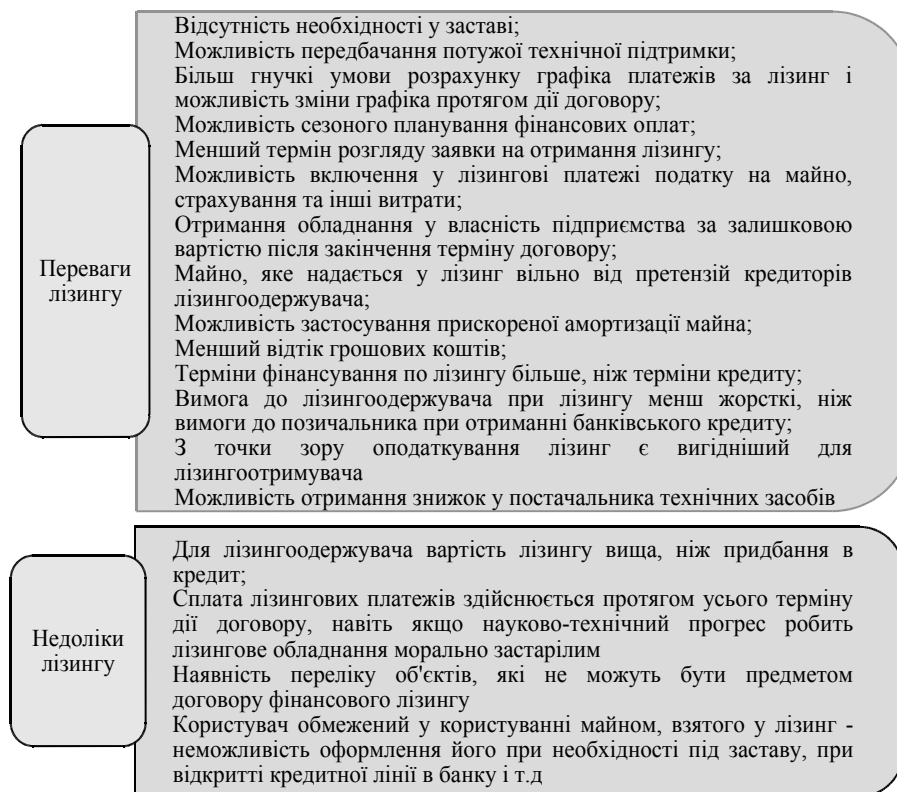 Переваги
лізингу
Відсутність необхідності у заставі;
Можливість передбачання потужої технічної підтримки;
Більш гнучкі умови розрахунку графіка платежів за лізинг і
можливість зміни графіка протягом дії договору;
Можливість сезоного планування фінансових оплат;
Менший термін розгляду заявки на отримання лізингу;
Можливість включення у лізингові платежі податку на майно,
страхування та інші витрати;
Отримання обладнання у власність підприємства за залишковою
вартістю після закінчення терміну договору;
Майно, яке надається у лізинг вільно від претензій кредиторів
лізингоодержувача;
Можливість застосування прискореної амортизації майна;
Менший відтік грошових коштів;
Терміни фінансування по лізингу більше, ніж терміни кредиту;
Вимога до лізингоодержувача при лізингу менш жорсткі, ніж
вимоги до позичальника при отриманні банківського кредиту;
З точки зору оподаткування лізинг є вигідніший для
лізингоотримувача
Можливість отримання знижок у постачальника технічних засобів
Недоліки
лізингу
Для лізингоодержувача вартість лізингу вища, ніж придбання в
кредит;
Сплата лізингових платежів здійснюється протягом усього терміну
дії договору, навіть якщо науково-технічний прогрес робить
лізингове обладнання морально застарілим
Наявність переліку об'єктів, які не можуть бути предметом
договору фінансового лізингу
Користувач обмежений у користуванні майном, взятого у лізинг -
неможливість оформлення його при необхідності під заставу, при
відкритті кредитної лінії в банку і т.д